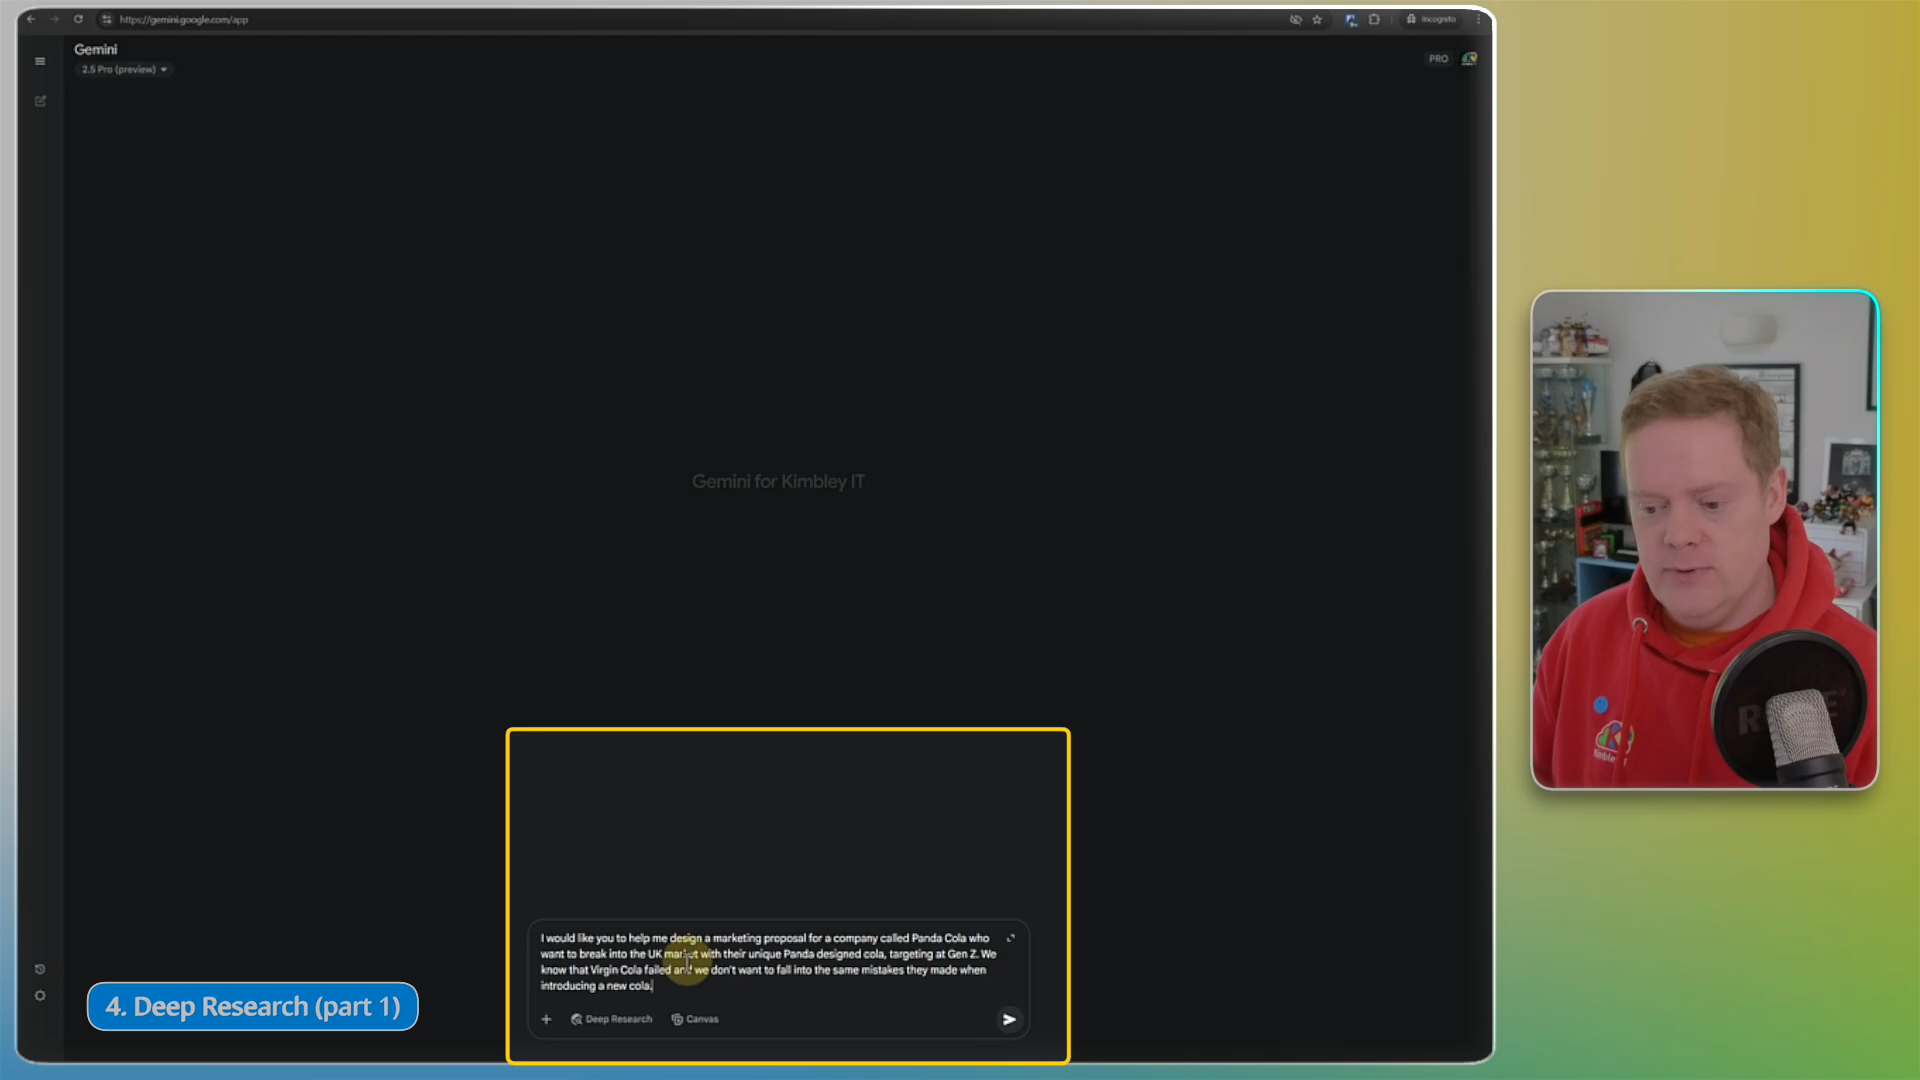 https://gemini.google.com/app
Incognito
Gemini
2.5 Pro (preview)
PRO
Gemini for Kimbley IT
I would like you to help me design a marketing proposal for a company called Panda Cola who
want to break into the UK market with their unique Panda designed cola, targeting at Gen Z. We
know that Virgin Cola failed and we don't want to fall into the same mistakes they made when
introducing a new cola.
Deep Research
Canvas
4. Deep Research (part 1)